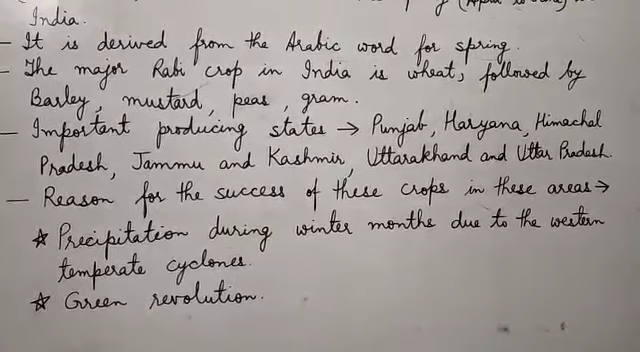 India.
– It is derived from the Arabic word for spring.
– The major Rabi crop in India is wheat, followed by
Barley, mustard, peas, gram.
– Important producing states → Punjab, Haryana, Himachal
Pradesh, Jammu and Kashmir, Uttarakhand and Uttar Pradesh.
– Reason for the success of these crops in these areas →
☆ Precipitation during winter months due to the western
temperate cyclones.
☆ Green revolution.